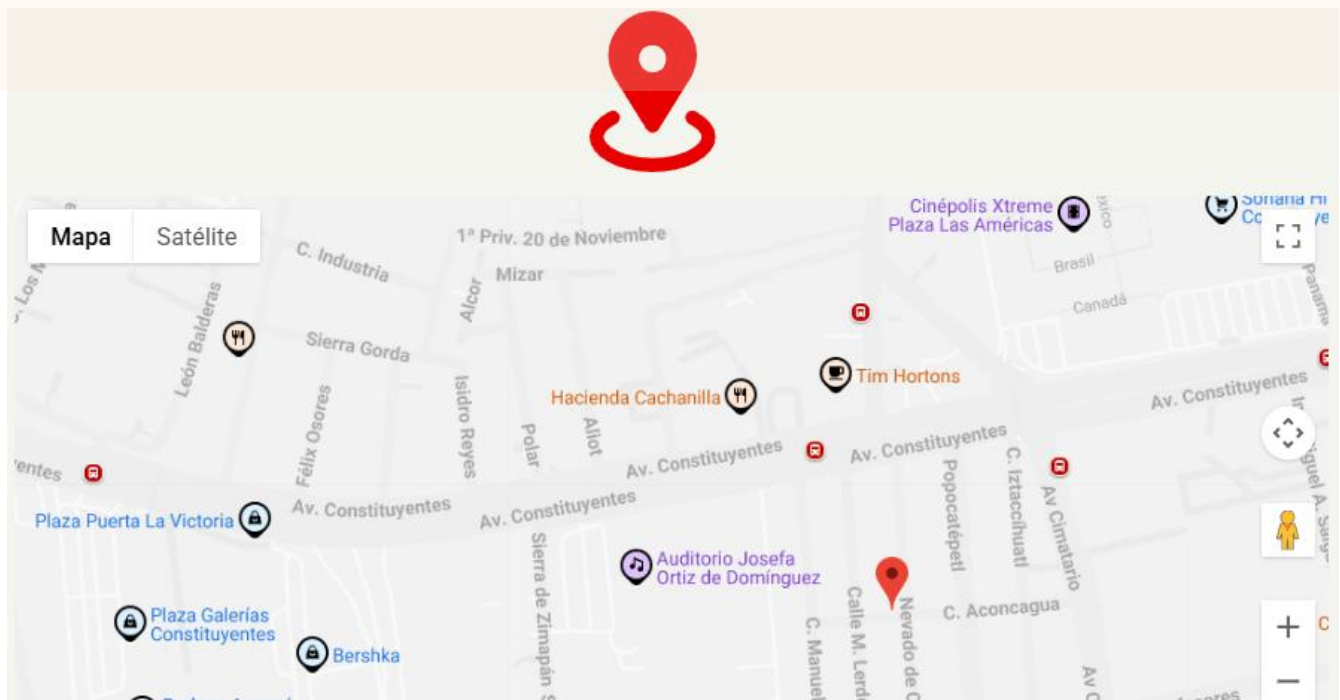 Mapa
Satélite
Cinépolis Xtreme
Plaza Las Américas
1ª Priv. 20 de Noviembre
C. Industria
Mizar
Brasil
Canadá
Alcor
León Balderas
Sierra Gorda
Tim Hortons
Hacienda Cachanilla
Av. Constituyentes
Isidro Reyes
Félix Osores
Polar
Aliot
Av. Constituyentes
Av. Constituyentes
Popocatépetl
C. Iztaccíhuatl
Av Cimatario
Plaza Puerta La Victoria
Av. Constituyentes
Av. Constituyentes
Sierra de Zimapán
Auditorio Josefa
Ortiz de Domínguez
Plaza Galerías
Constituyentes
Bershka
C. Aconcagua
C. Manuel
Calle M.
Nevado de